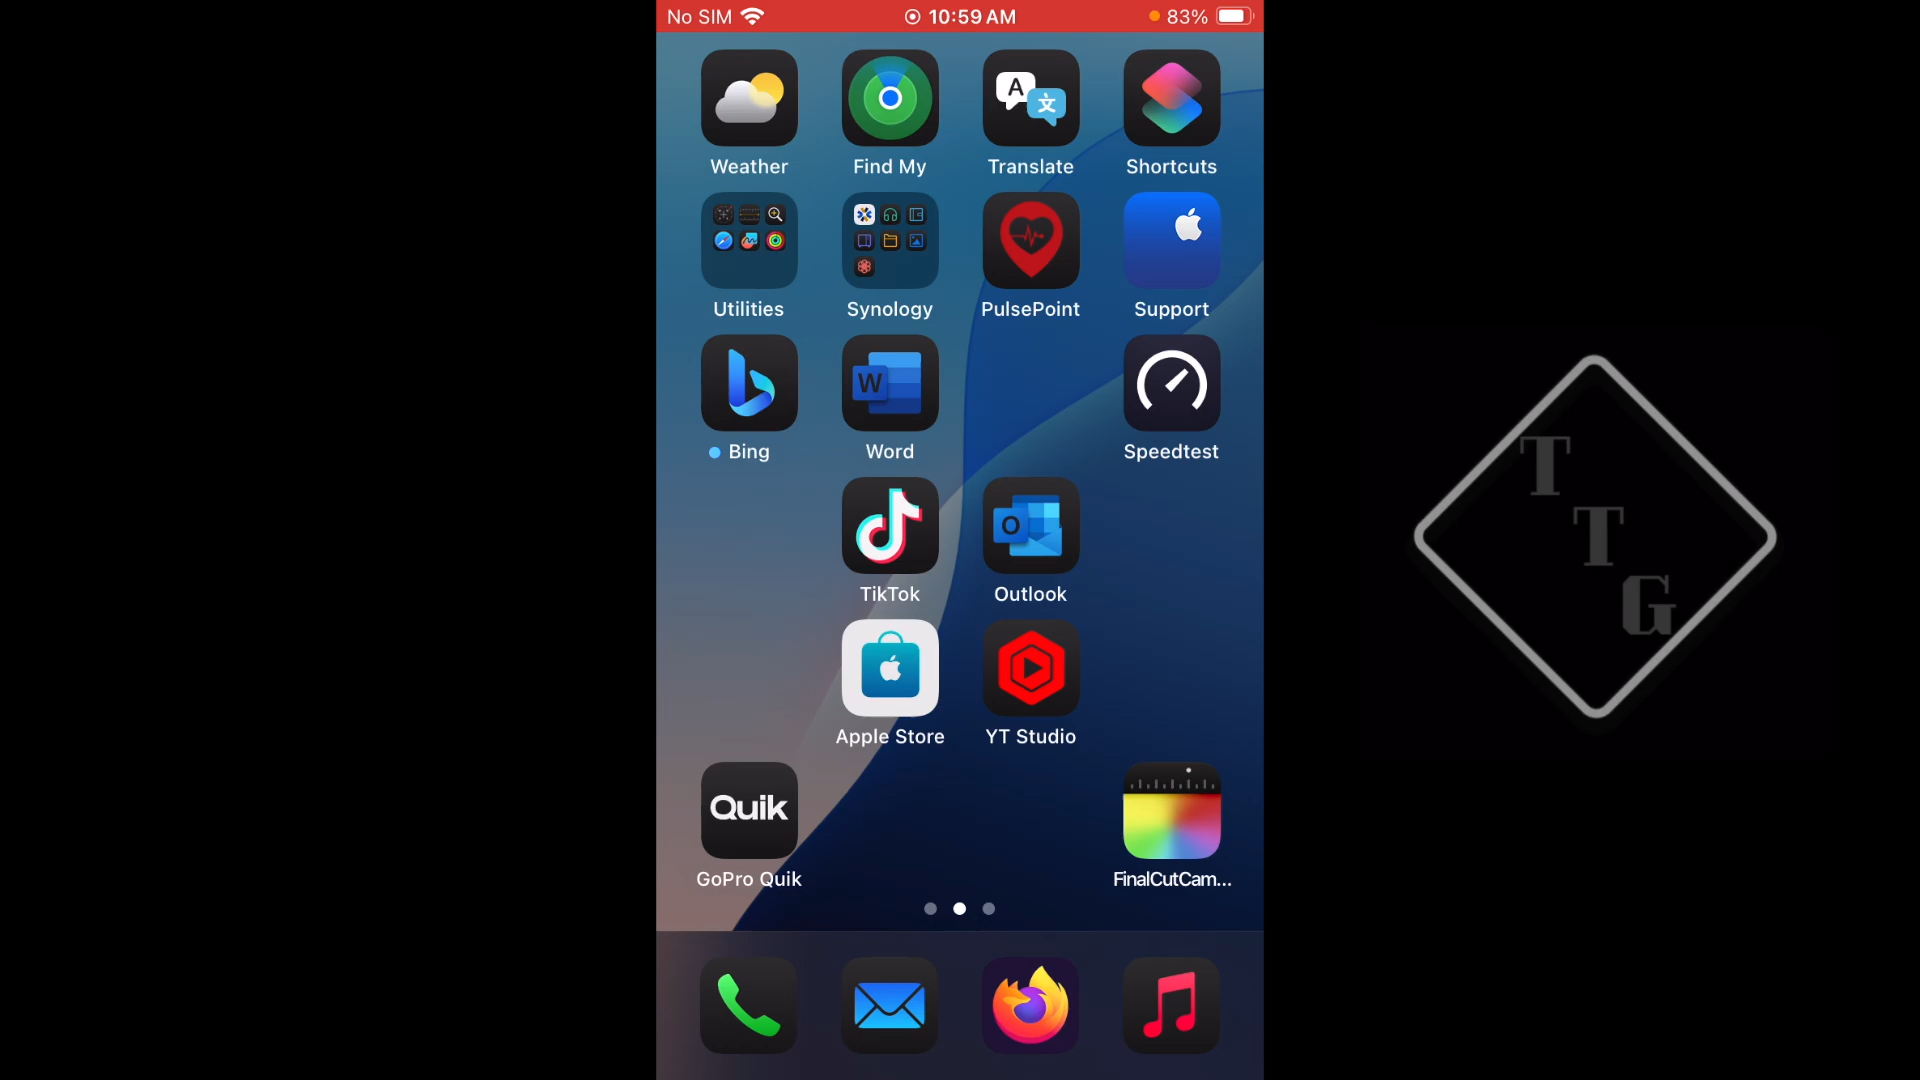 No SIM 10:59 AM 83%
A 文
Weather Find My Translate Shortcuts
Utilities Synology PulsePoint Support
W
Bing Word Speedtest
O
TikTok Outlook
Apple Store YT Studio
Quik
GoPro Quik FinalCutCam...
T
T
G